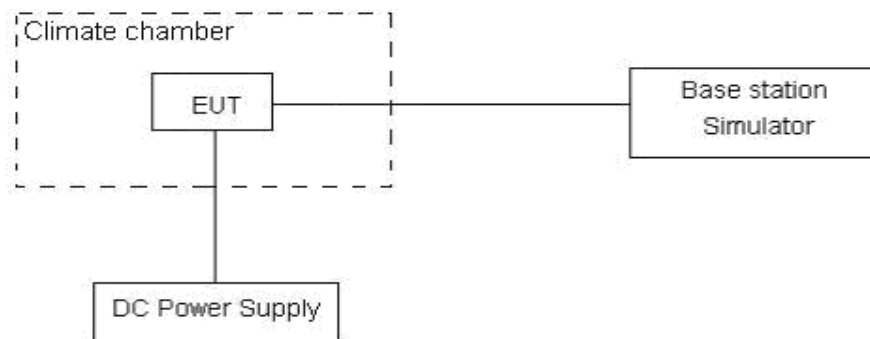 Climate chamber
EUT
Base station
Simulator
DC Power Supply